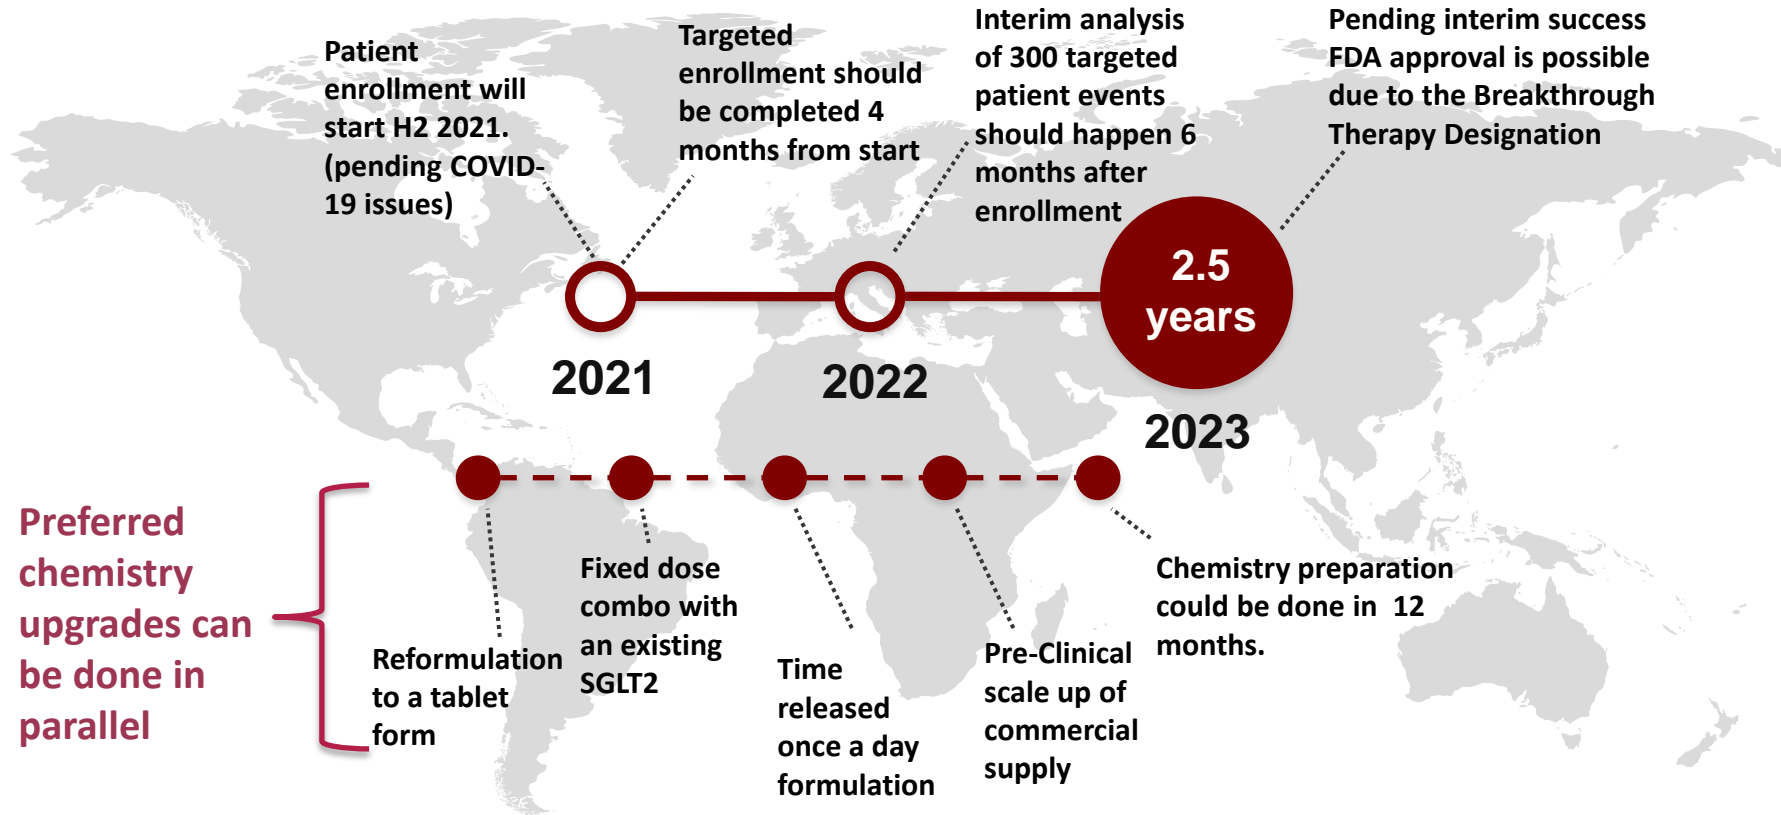 Patient
enrollment will
start H2 2021.
(pending COVID-
19 issues)
Targeted
enrollment should
be completed 4
months from start
Interim analysis
of 300 targeted
patient events
should happen 6
months after
enrollment
Pending interim success
FDA approval is possible
due to the Breakthrough
Therapy Designation
2.5
years
2021
2022
2023
Preferred
chemistry
upgrades can
be done in
parallel
Reformulation
to a tablet
form
Fixed dose
combo with
an existing
SGLT2
Time
released
once a day
formulation
Pre-Clinical
scale up of
commercial
supply
Chemistry preparation
could be done in 12
months.